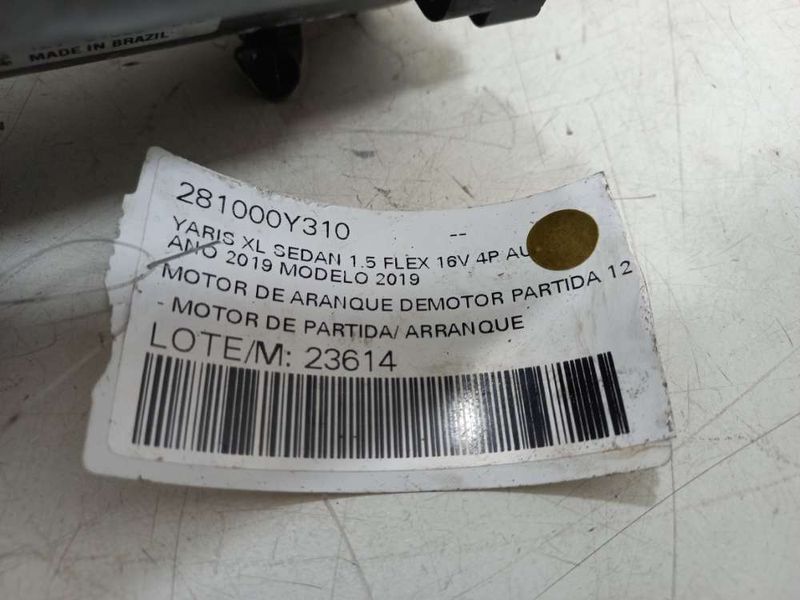 MADE IN BRAZIL
281000Y310 --
YARIS XL SEDAN 1.5 FLEX 16V 4P AU
ANO 2019 MODELO 2019
MOTOR DE ARANQUE DEMOTOR PARTIDA 12
- MOTOR DE PARTIDA/ ARRANQUE
LOTE/M: 23614